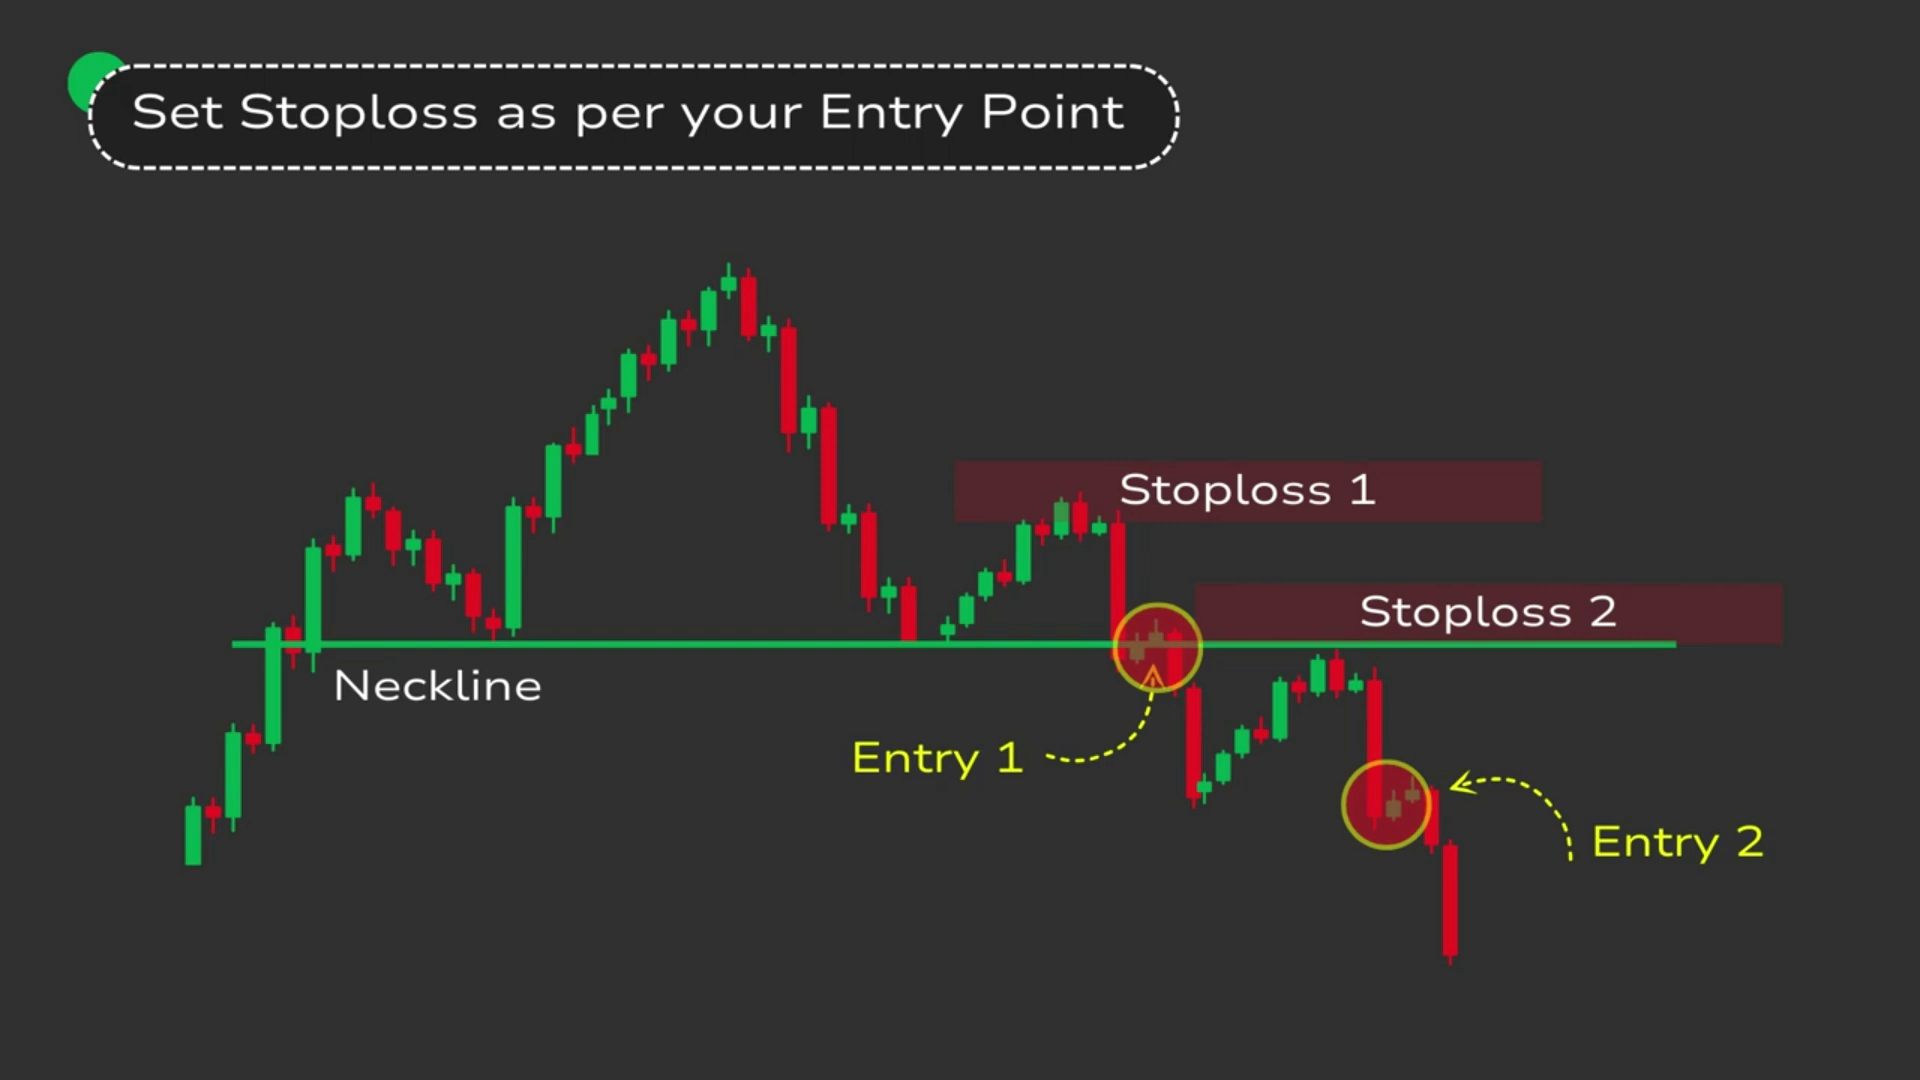 Set Stoploss as per your Entry Point
Stoploss 1
Stoploss 2
Neckline
Entry 1
Entry 2